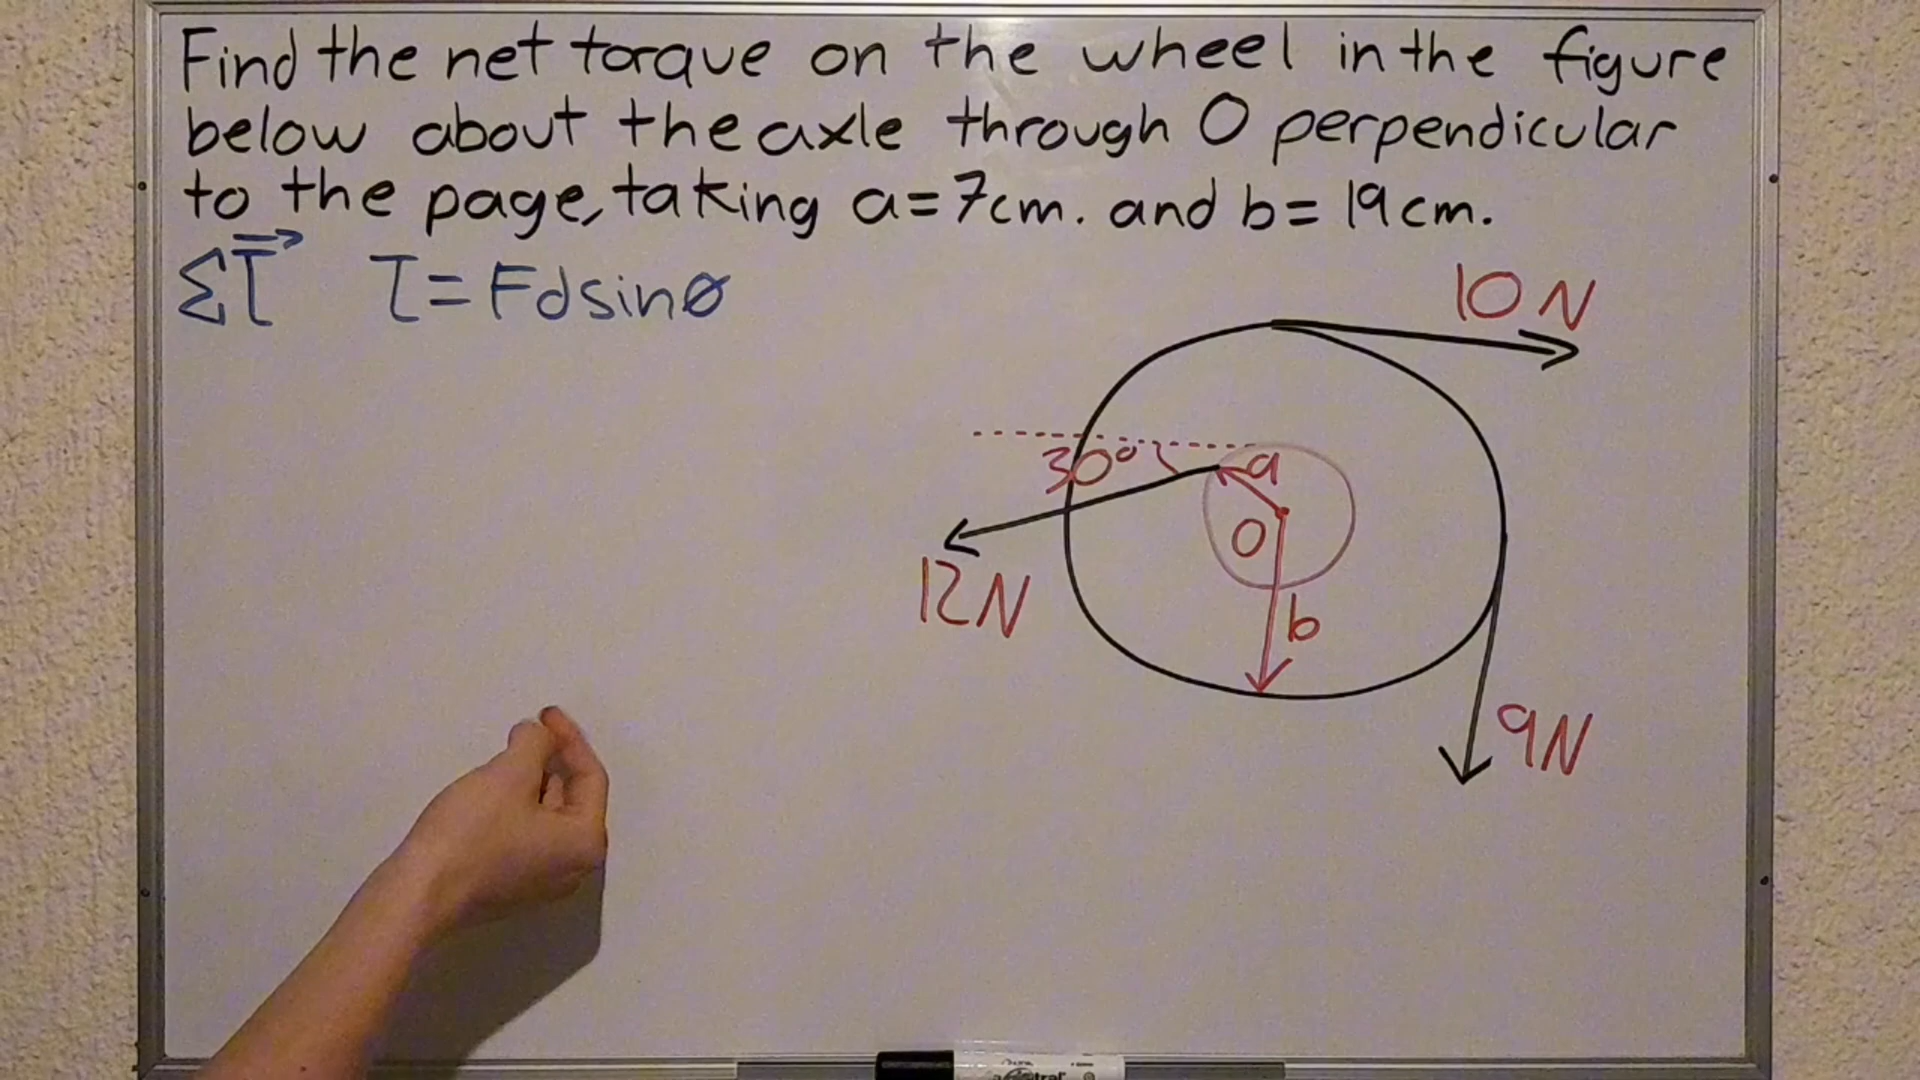 Find the net torque on the wheel in the figure
below about the axle through O perpendicular
to the page, taking a=7cm. and b= 19cm.
Στ τ=Fdsinø
10N
30°
a
O
12N
b
9N